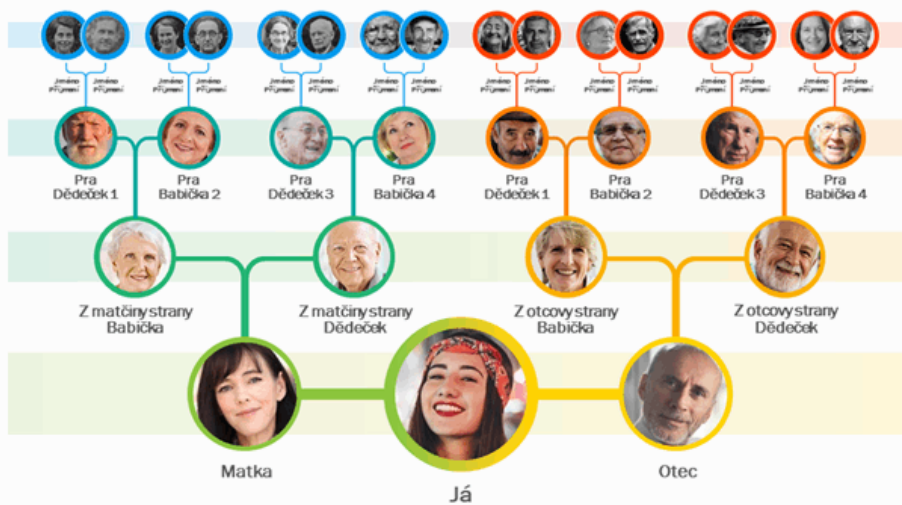 Jméno Jméno Jméno Jméno Jméno Jméno Jméno Jméno Jméno Jméno Jméno Jméno Jméno Jméno Jméno Jméno
Příjmení Příjmení Příjmení Příjmení Příjmení Příjmení Příjmení Příjmení Příjmení Příjmení Příjmení Příjmení Příjmení Příjmení Příjmení Příjmení
Pra Pra Pra Pra Pra Pra Pra Pra
Dědeček 1 Babička 2 Dědeček 3 Babička 4 Dědeček 1 Babička 2 Dědeček 3 Babička 4
Z matčiny strany Z matčiny strany Z otcovy strany Z otcovy strany
Babička Dědeček Babička Dědeček
Matka Otec
Já